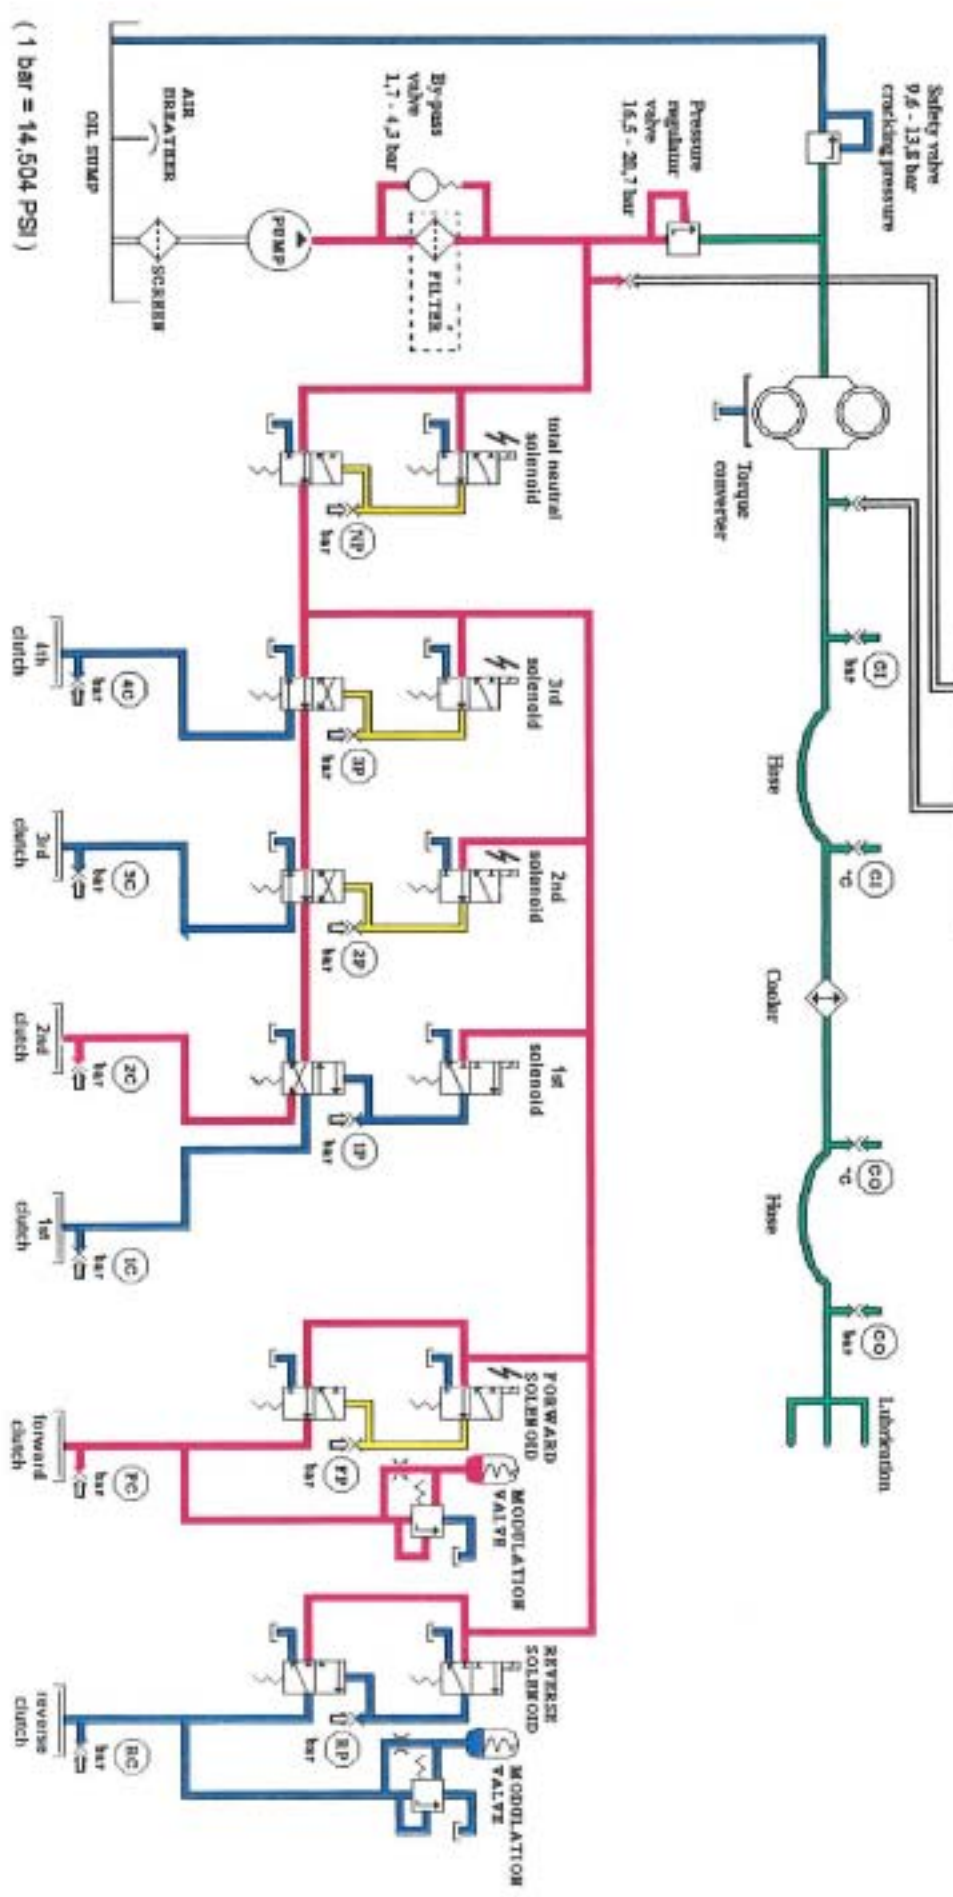 ( 1 bar = 14,504 PSI )
OIL SUMP
AIR
BREATHER
SCREEN
PUMP
By-pass
valve
1,7 - 4,3 bar
FILTER
Pressure
regulator
valve
16,5 - 20,7 bar
Safety valve
9,6 - 13,8 bar
cracking pressure
Torque
converter
CI
bar
Hose
CI
°C
Cooler
CO
°C
Hose
CO
bar
Lubrication
total neutral
solenoid
NP
bar
3rd
solenoid
3P
bar
2nd
solenoid
2P
bar
1st
solenoid
1P
bar
FORWARD
SOLENOID
FP
bar
MODULATION
VALVE
REVERSE
SOLENOID
RP
bar
MODULATION
VALVE
4th
clutch
4C
bar
3rd
clutch
3C
bar
2nd
clutch
2C
bar
1st
clutch
1C
bar
forward
clutch
FC
bar
reverse
clutch
RC
bar